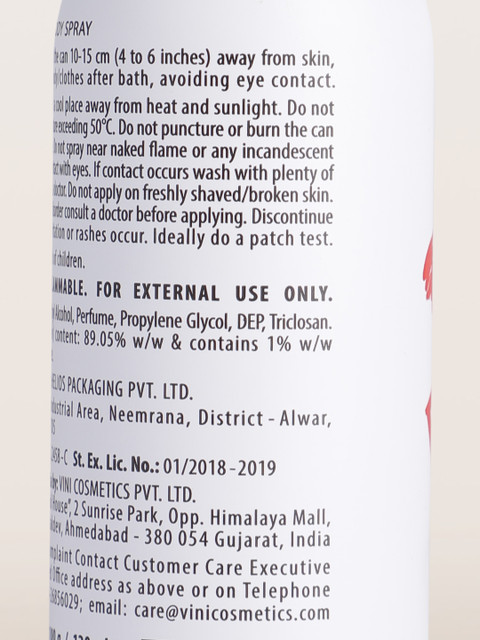 SPRAY
can 10-15 cm (4 to 6 inches) away from skin,
clothes after bath, avoiding eye contact.
cool place away from heat and sunlight. Do not
exceeding 50°C. Do not puncture or burn the can
not spray near naked flame or any incandescent
with eyes. If contact occurs wash with plenty of
doctor. Do not apply on freshly shaved/broken skin.
consult a doctor before applying. Discontinue
or rashes occur. Ideally do a patch test.
of children.
FOR EXTERNAL USE ONLY.
Alcohol, Perfume, Propylene Glycol, DEP, Triclosan.
content: 89.05% w/w & contains 1% w/w
PACKAGING PVT. LTD.
Area, Neemrana, District - Alwar,
St. Ex. Lic. No.: 01/2018-2019
VINI COSMETICS PVT. LTD.
House", 2 Sunrise Park, Opp. Himalaya Mall,
Ahmedabad - 380 054 Gujarat, India
Contact Customer Care Executive
Office address as above or on Telephone
6856029; email: care@vinicosmetics.com